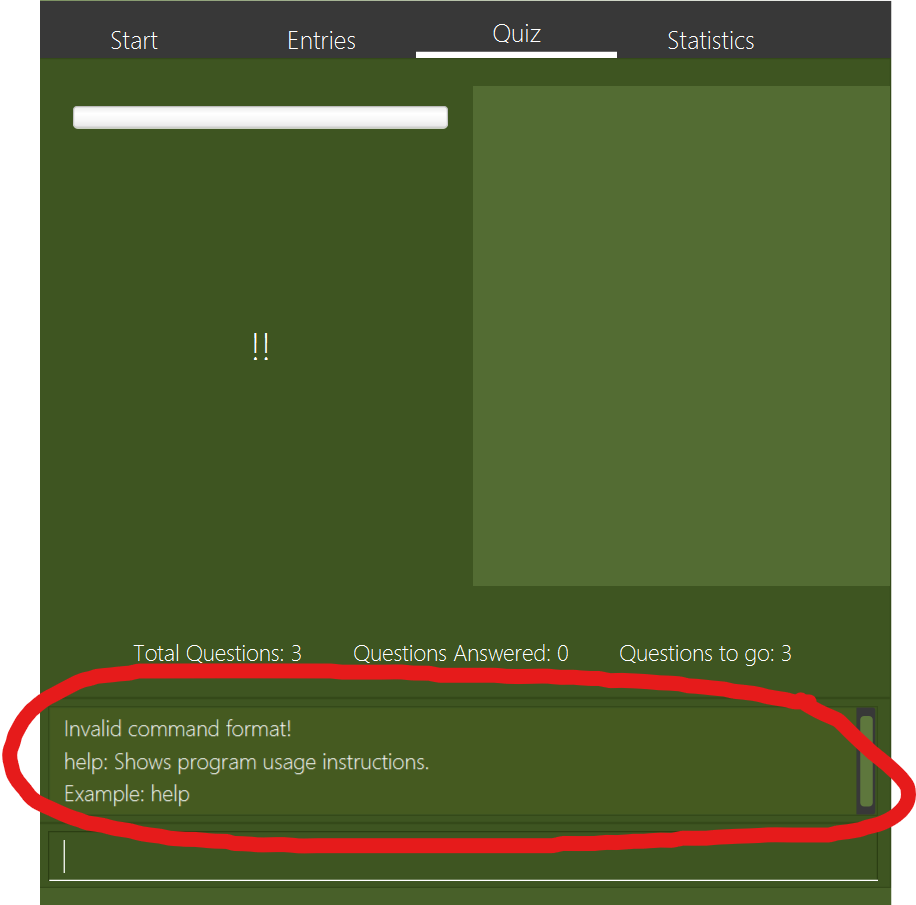 Start Entries Quiz Statistics
!!
Total Questions: 3 Questions Answered: 0 Questions to go: 3
Invalid command format!
help: Shows program usage instructions.
Example: help